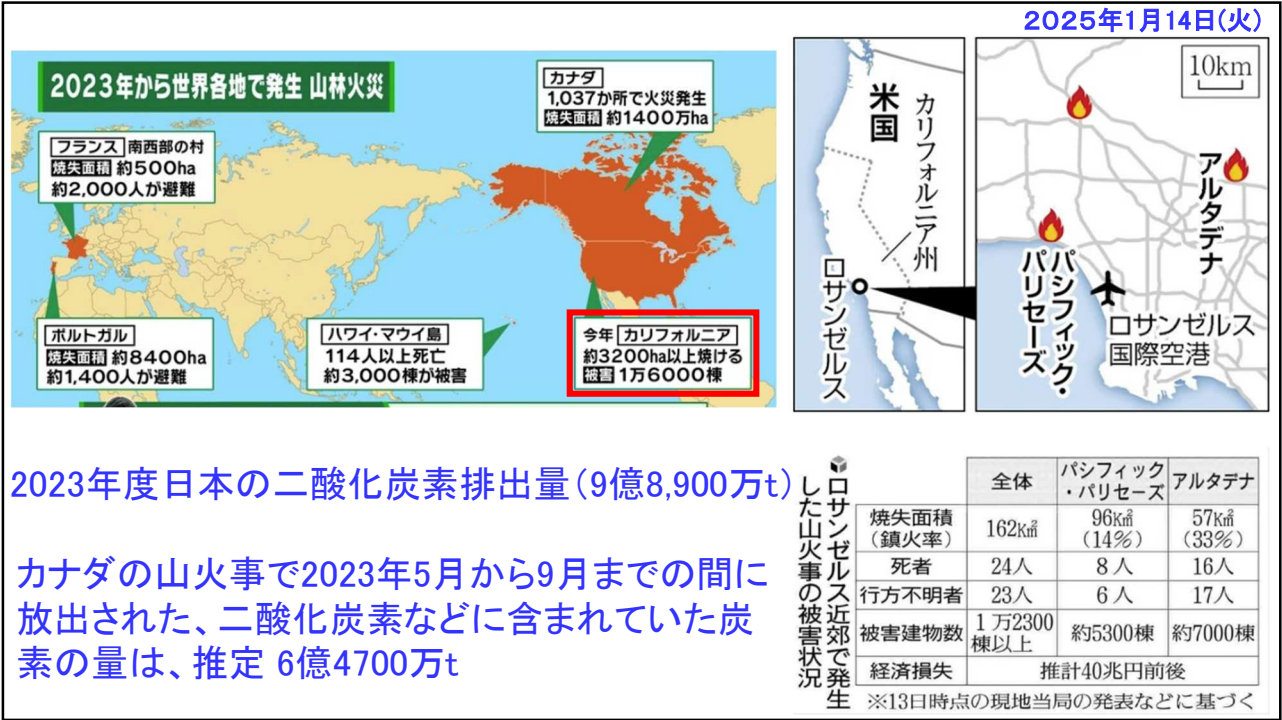 2025年1月14日(火)
2023年から世界各地で発生 山林火災
フランス 南西部の村
焼失面積 約500ha
約2,000人が避難
カナダ
1,037か所で火災発生
焼失面積 約1400万ha
ポルトガル
焼失面積 約8400ha
約1,400人が避難
ハワイ・マウイ島
114人以上死亡
約3,000棟が被害
今年 カリフォルニア
約3200ha以上焼ける
被害 1万6000棟
米国
カリフォルニア州
ロサンゼルス
10km
アルタデナ
パシフィック・
パリセーズ
ロサンゼルス
国際空港
2023年度日本の二酸化炭素排出量(9億8,900万t)
カナダの山火事で2023年5月から9月までの間に
放出された、二酸化炭素などに含まれていた炭
素の量は、推定 6億4700万t
ロサンゼルス近郊で発生
した山火事の被害状況
全体 パシフィック・パリセーズ アルタデナ
焼失面積(鎮火率) 162㎢ 96㎢(14%) 57㎢(33%)
死者 24人 8人 16人
行方不明者 23人 6人 17人
被害建物数 1万2300棟以上 約5300棟 約7000棟
経済損失 推計40兆円前後
※13日時点の現地当局の発表などに基づく